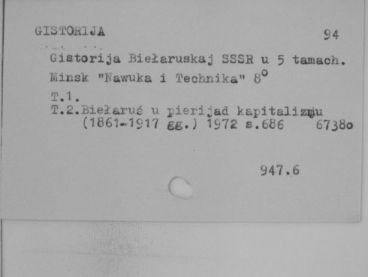 GISTORIJA 94
Gistorija Biełaruskaj SSSR u 5 tamach.
Minsk "Nawuka i Technika" 8⁰
T.1.
T.2.Biełaruś u pierijad kapitalizmu
(1861-1917 gg.) 1972 s.686 67380
947.6